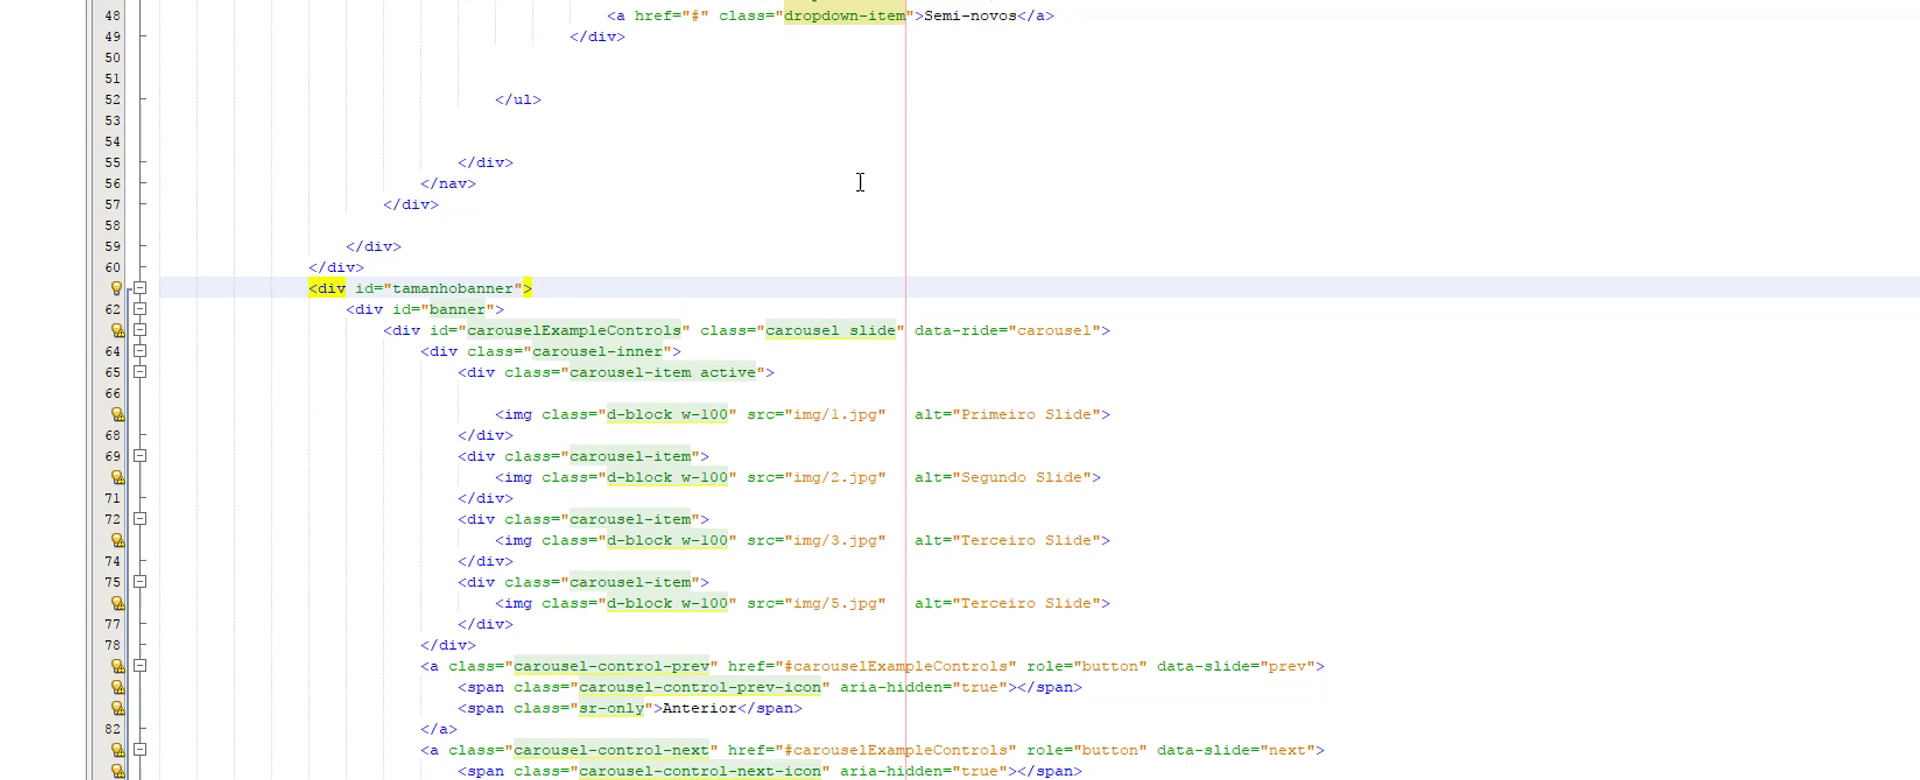 48 <a href="#" class="dropdown-item">Semi-novos</a>
49 </div>
50
51
52 </ul>
53
54
55 </div>
56 </nav>
57 </div>
58
59 </div>
60 </div>
<div id="tamanhobanner">
62 <div id="banner">
<div id="carouselExampleControls" class="carousel slide" data-ride="carousel">
64 <div class="carousel-inner">
65 <div class="carousel-item active">
66
<img class="d-block w-100" src="img/1.jpg" alt="Primeiro Slide">
68 </div>
69 <div class="carousel-item">
<img class="d-block w-100" src="img/2.jpg" alt="Segundo Slide">
71 </div>
72 <div class="carousel-item">
<img class="d-block w-100" src="img/3.jpg" alt="Terceiro Slide">
74 </div>
75 <div class="carousel-item">
<img class="d-block w-100" src="img/5.jpg" alt="Terceiro Slide">
77 </div>
78 </div>
<a class="carousel-control-prev" href="#carouselExampleControls" role="button" data-slide="prev">
<span class="carousel-control-prev-icon" aria-hidden="true"></span>
<span class="sr-only">Anterior</span>
82 </a>
<a class="carousel-control-next" href="#carouselExampleControls" role="button" data-slide="next">
<span class="carousel-control-next-icon" aria-hidden="true"></span>